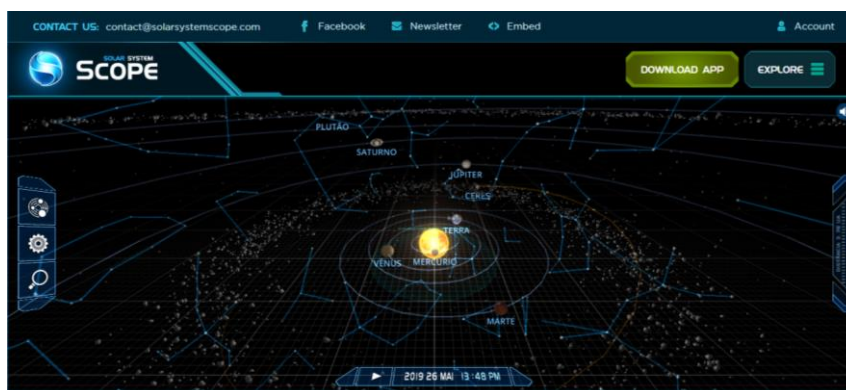 CONTACT US: contact@solarsystemscope.com Facebook Newsletter Embed Account
SOLAR SYSTEM
SCOPE
DOWNLOAD APP EXPLORE
PLUTÃO
SATURNO
JÚPITER
CERES
TERRA
VÊNUS MERCÚRIO
MARTE
2019 26 MAI 13:48 PM